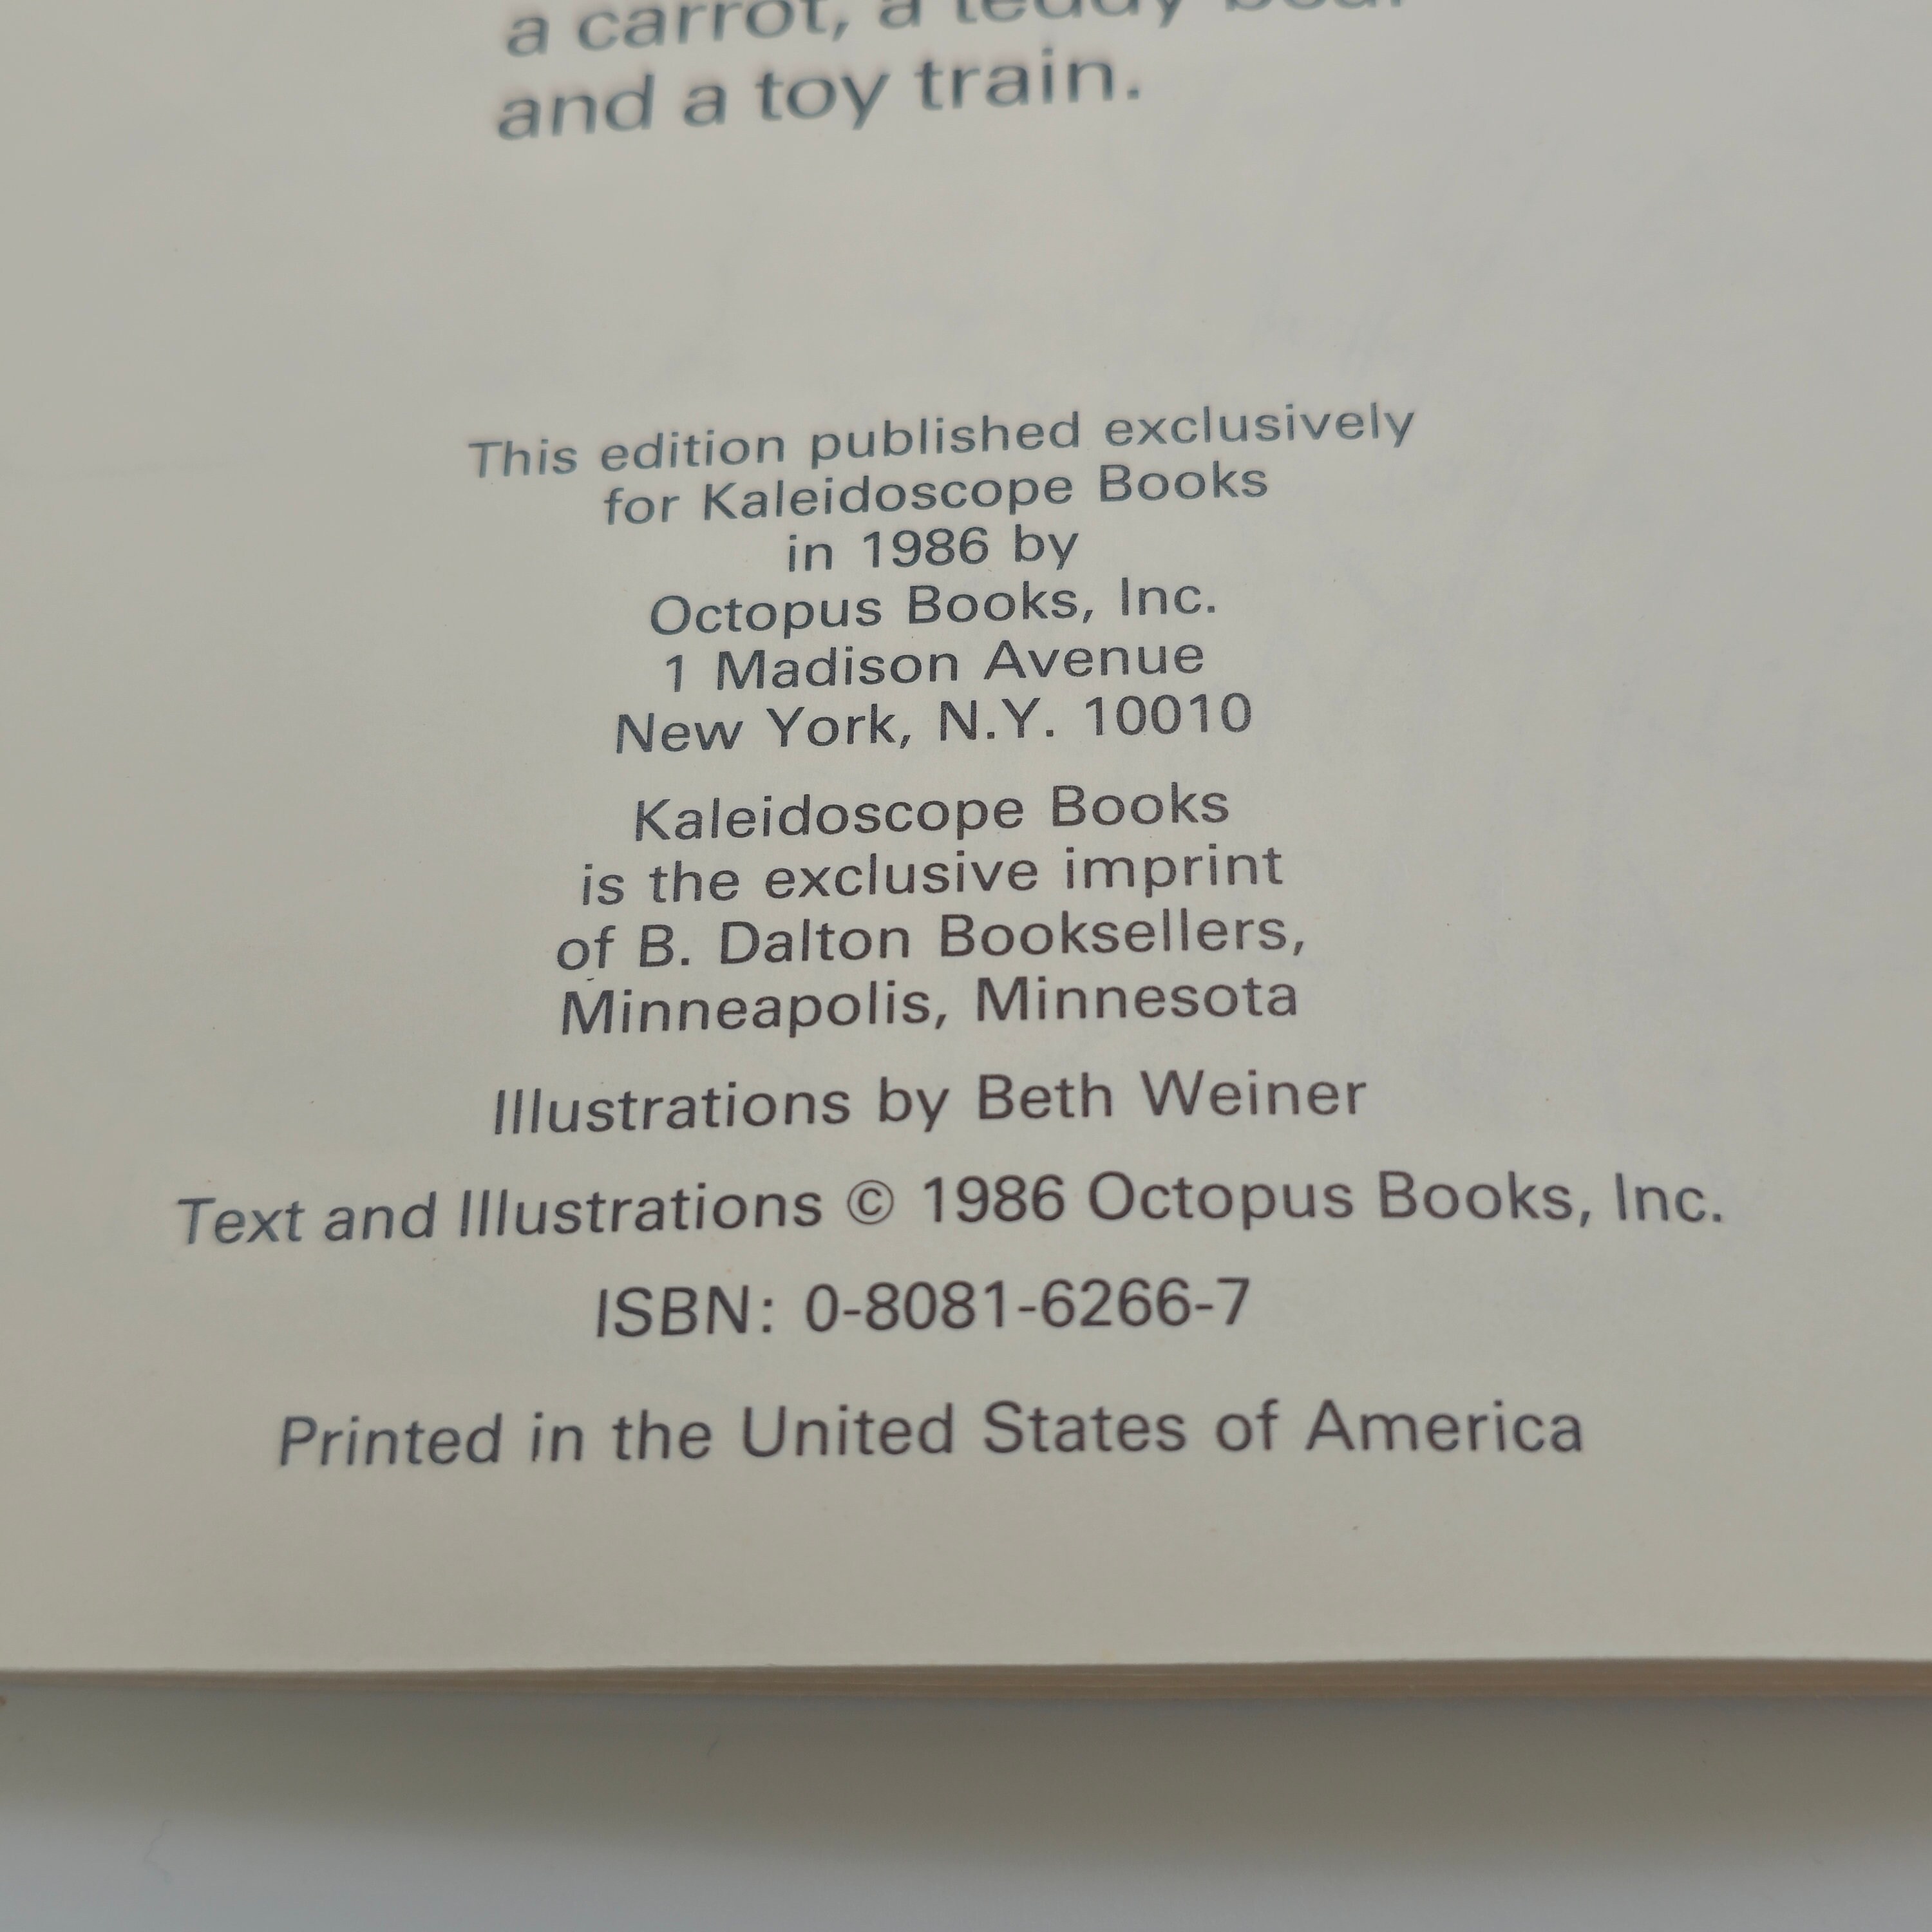 a carrot, a teddy bear
and a toy train.
This edition published exclusively
for Kaleidoscope Books
in 1986 by
Octopus Books, Inc.
1 Madison Avenue
New York, N.Y. 10010
Kaleidoscope Books
is the exclusive imprint
of B. Dalton Booksellers,
Minneapolis, Minnesota
Illustrations by Beth Weiner
Text and Illustrations © 1986 Octopus Books, Inc.
ISBN: 0-8081-6266-7
Printed in the United States of America